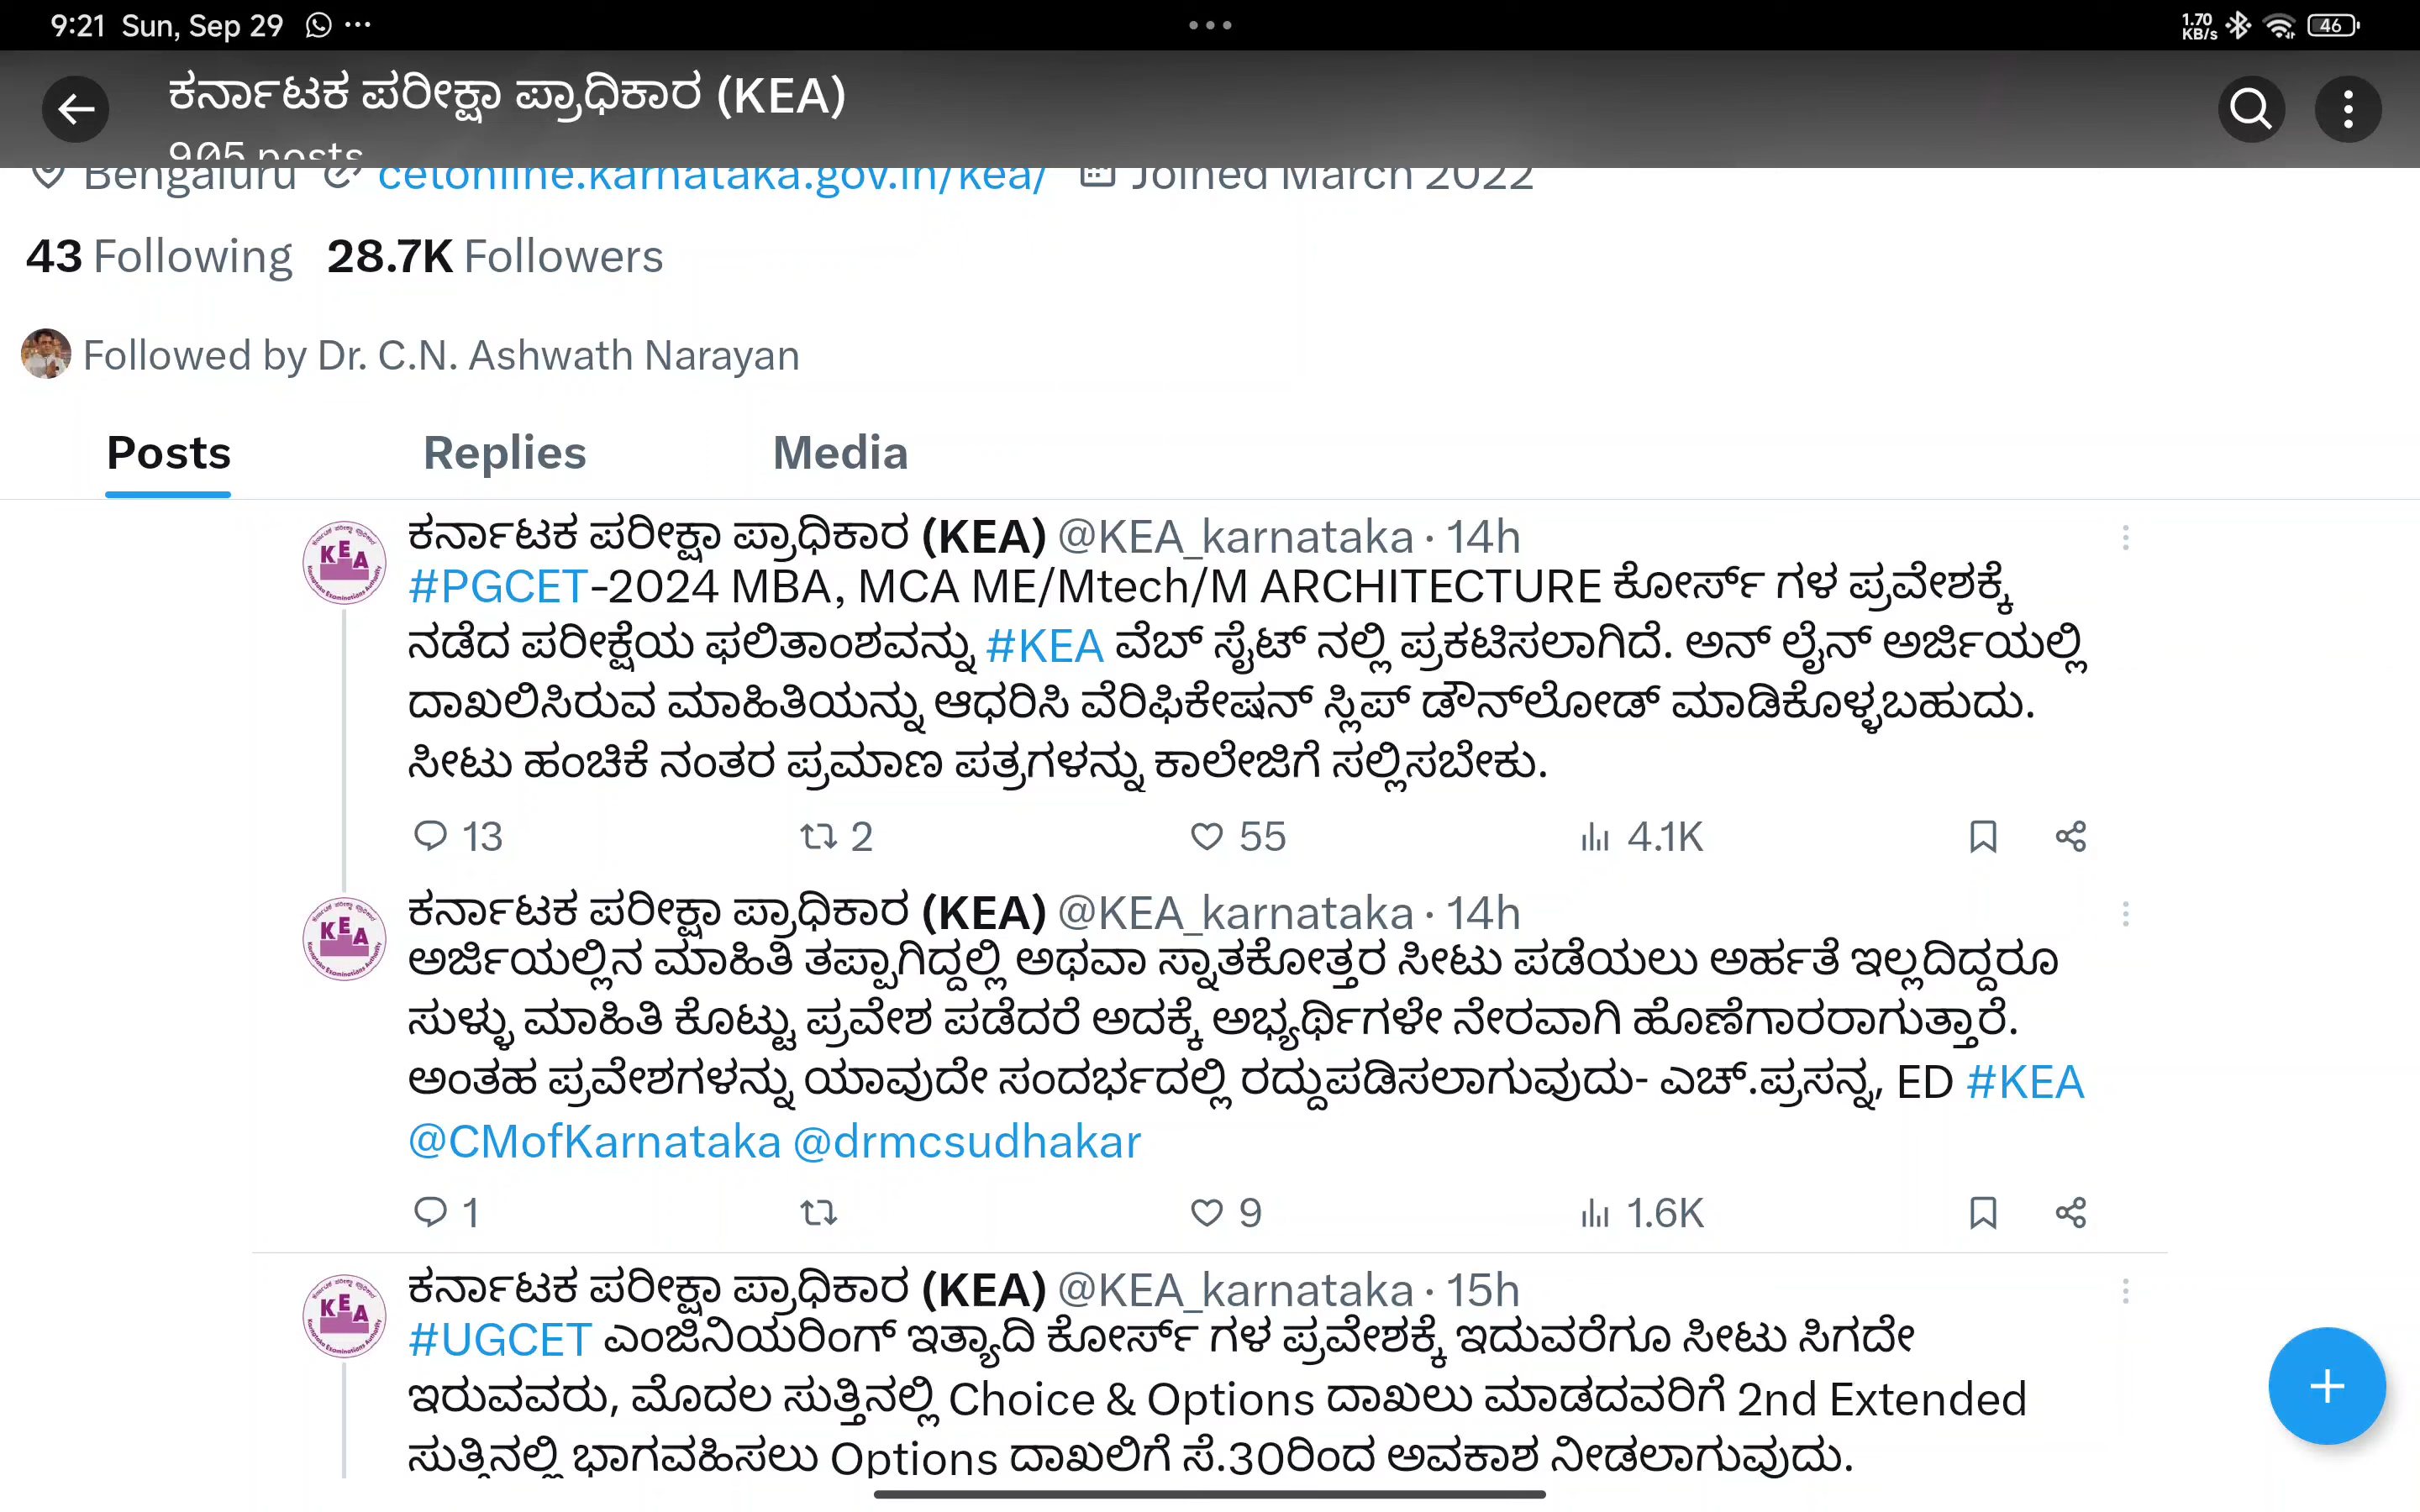 9:21 Sun, Sep 29
1.70 KB/s 46
ಕರ್ನಾಟಕ ಪರೀಕ್ಷಾ ಪ್ರಾಧಿಕಾರ (KEA)
905 posts
Bengaluru cetonline.karnataka.gov.in/kea/ Joined March 2022
43 Following 28.7K Followers
Followed by Dr. C.N. Ashwath Narayan
Posts Replies Media
ಕರ್ನಾಟಕ ಪರೀಕ್ಷಾ ಪ್ರಾಧಿಕಾರ (KEA) @KEA_karnataka · 14h
#PGCET-2024 MBA, MCA ME/Mtech/M ARCHITECTURE ಕೋರ್ಸ್ ಗಳ ಪ್ರವೇಶಕ್ಕೆ
ನಡೆದ ಪರೀಕ್ಷೆಯ ಫಲಿತಾಂಶವನ್ನು #KEA ವೆಬ್ ಸೈಟ್ ನಲ್ಲಿ ಪ್ರಕಟಿಸಲಾಗಿದೆ. ಅನ್ ಲೈನ್ ಅರ್ಜಿಯಲ್ಲಿ
ದಾಖಲಿಸಿರುವ ಮಾಹಿತಿಯನ್ನು ಆಧರಿಸಿ ವೆರಿಫಿಕೇಷನ್ ಸ್ಲಿಪ್ ಡೌನ್‌ಲೋಡ್ ಮಾಡಿಕೊಳ್ಳಬಹುದು.
ಸೀಟು ಹಂಚಿಕೆ ನಂತರ ಪ್ರಮಾಣ ಪತ್ರಗಳನ್ನು ಕಾಲೇಜಿಗೆ ಸಲ್ಲಿಸಬೇಕು.
13 2 55 4.1K
ಕರ್ನಾಟಕ ಪರೀಕ್ಷಾ ಪ್ರಾಧಿಕಾರ (KEA) @KEA_karnataka · 14h
ಅರ್ಜಿಯಲ್ಲಿನ ಮಾಹಿತಿ ತಪ್ಪಾಗಿದ್ದಲ್ಲಿ ಅಥವಾ ಸ್ನಾತಕೋತ್ತರ ಸೀಟು ಪಡೆಯಲು ಅರ್ಹತೆ ಇಲ್ಲದಿದ್ದರೂ
ಸುಳ್ಳು ಮಾಹಿತಿ ಕೊಟ್ಟು ಪ್ರವೇಶ ಪಡೆದರೆ ಅದಕ್ಕೆ ಅಭ್ಯರ್ಥಿಗಳೇ ನೇರವಾಗಿ ಹೊಣೆಗಾರರಾಗುತ್ತಾರೆ.
ಅಂತಹ ಪ್ರವೇಶಗಳನ್ನು ಯಾವುದೇ ಸಂದರ್ಭದಲ್ಲಿ ರದ್ದುಪಡಿಸಲಾಗುವುದು- ಎಚ್.ಪ್ರಸನ್ನ, ED #KEA
@CMofKarnataka @drmcsudhakar
1 9 1.6K
ಕರ್ನಾಟಕ ಪರೀಕ್ಷಾ ಪ್ರಾಧಿಕಾರ (KEA) @KEA_karnataka · 15h
#UGCET ಎಂಜಿನಿಯರಿಂಗ್ ಇತ್ಯಾದಿ ಕೋರ್ಸ್ ಗಳ ಪ್ರವೇಶಕ್ಕೆ ಇದುವರೆಗೂ ಸೀಟು ಸಿಗದೇ
ಇರುವವರು, ಮೊದಲ ಸುತ್ತಿನಲ್ಲಿ Choice & Options ದಾಖಲು ಮಾಡದವರಿಗೆ 2nd Extended
ಸುತ್ತಿನಲ್ಲಿ ಭಾಗವಹಿಸಲು Options ದಾಖಲಿಗೆ ಸೆ.30ರಿಂದ ಅವಕಾಶ ನೀಡಲಾಗುವುದು.